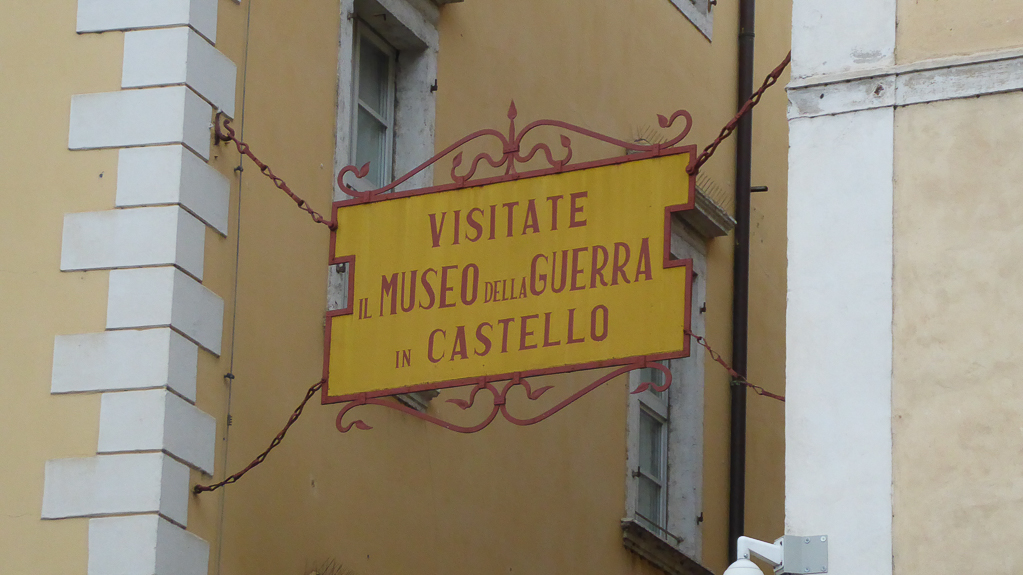 VISITATE
IL MUSEO DELLA GUERRA
IN CASTELLO